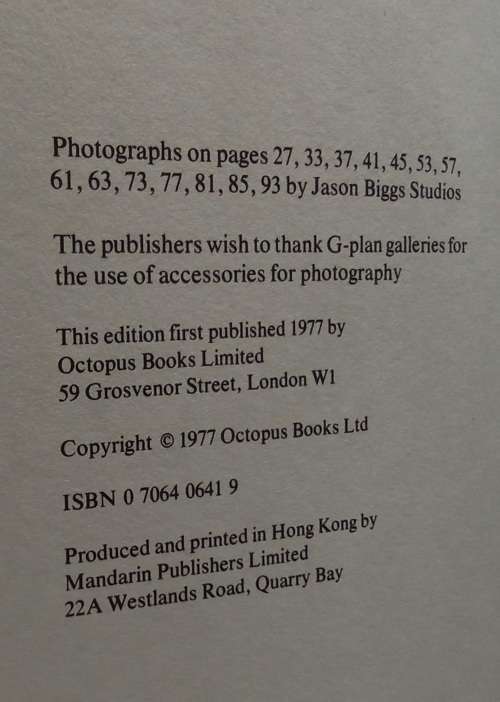 Photographs on pages 27, 33, 37, 41, 45, 53, 57,
61, 63, 73, 77, 81, 85, 93 by Jason Biggs Studios
The publishers wish to thank G-plan galleries for
the use of accessories for photography
This edition first published 1977 by
Octopus Books Limited
59 Grosvenor Street, London W1
Copyright © 1977 Octopus Books Ltd
ISBN 0 7064 0641 9
Produced and printed in Hong Kong by
Mandarin Publishers Limited
22A Westlands Road, Quarry Bay